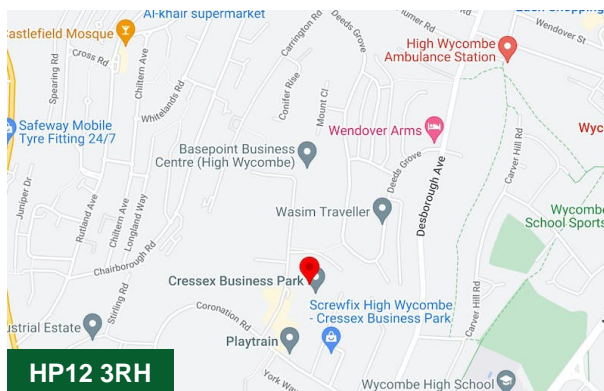 Al-khair supermarket
Castlefield Mosque
Cross Rd
Spearing Rd
Chiltern Ave
Whitelands Rd
Carrington Rd
Conifer Rise
Deeds Grove
Mount Cl
Wendover St
High Wycombe
Ambulance Station
Safeway Mobile
Tyre Fitting 24/7
Basepoint Business
Centre (High Wycombe)
Wendover Arms
Deeds Grove
Desborough Ave
Carver Hill Rd
Wyc
Juniper Dr
Rutland Ave
Chiltern Ave
Longland Way
Wasim Traveller
Wycombe
School Sports
Chairborough Rd
Stirling Rd
Cressex Business Park
Coronation Rd
Screwfix High Wycombe
- Cressex Business Park
Carver Hill Rd
ustrial Estate
Playtrain
York Way
Wycombe High School
HP12 3RH